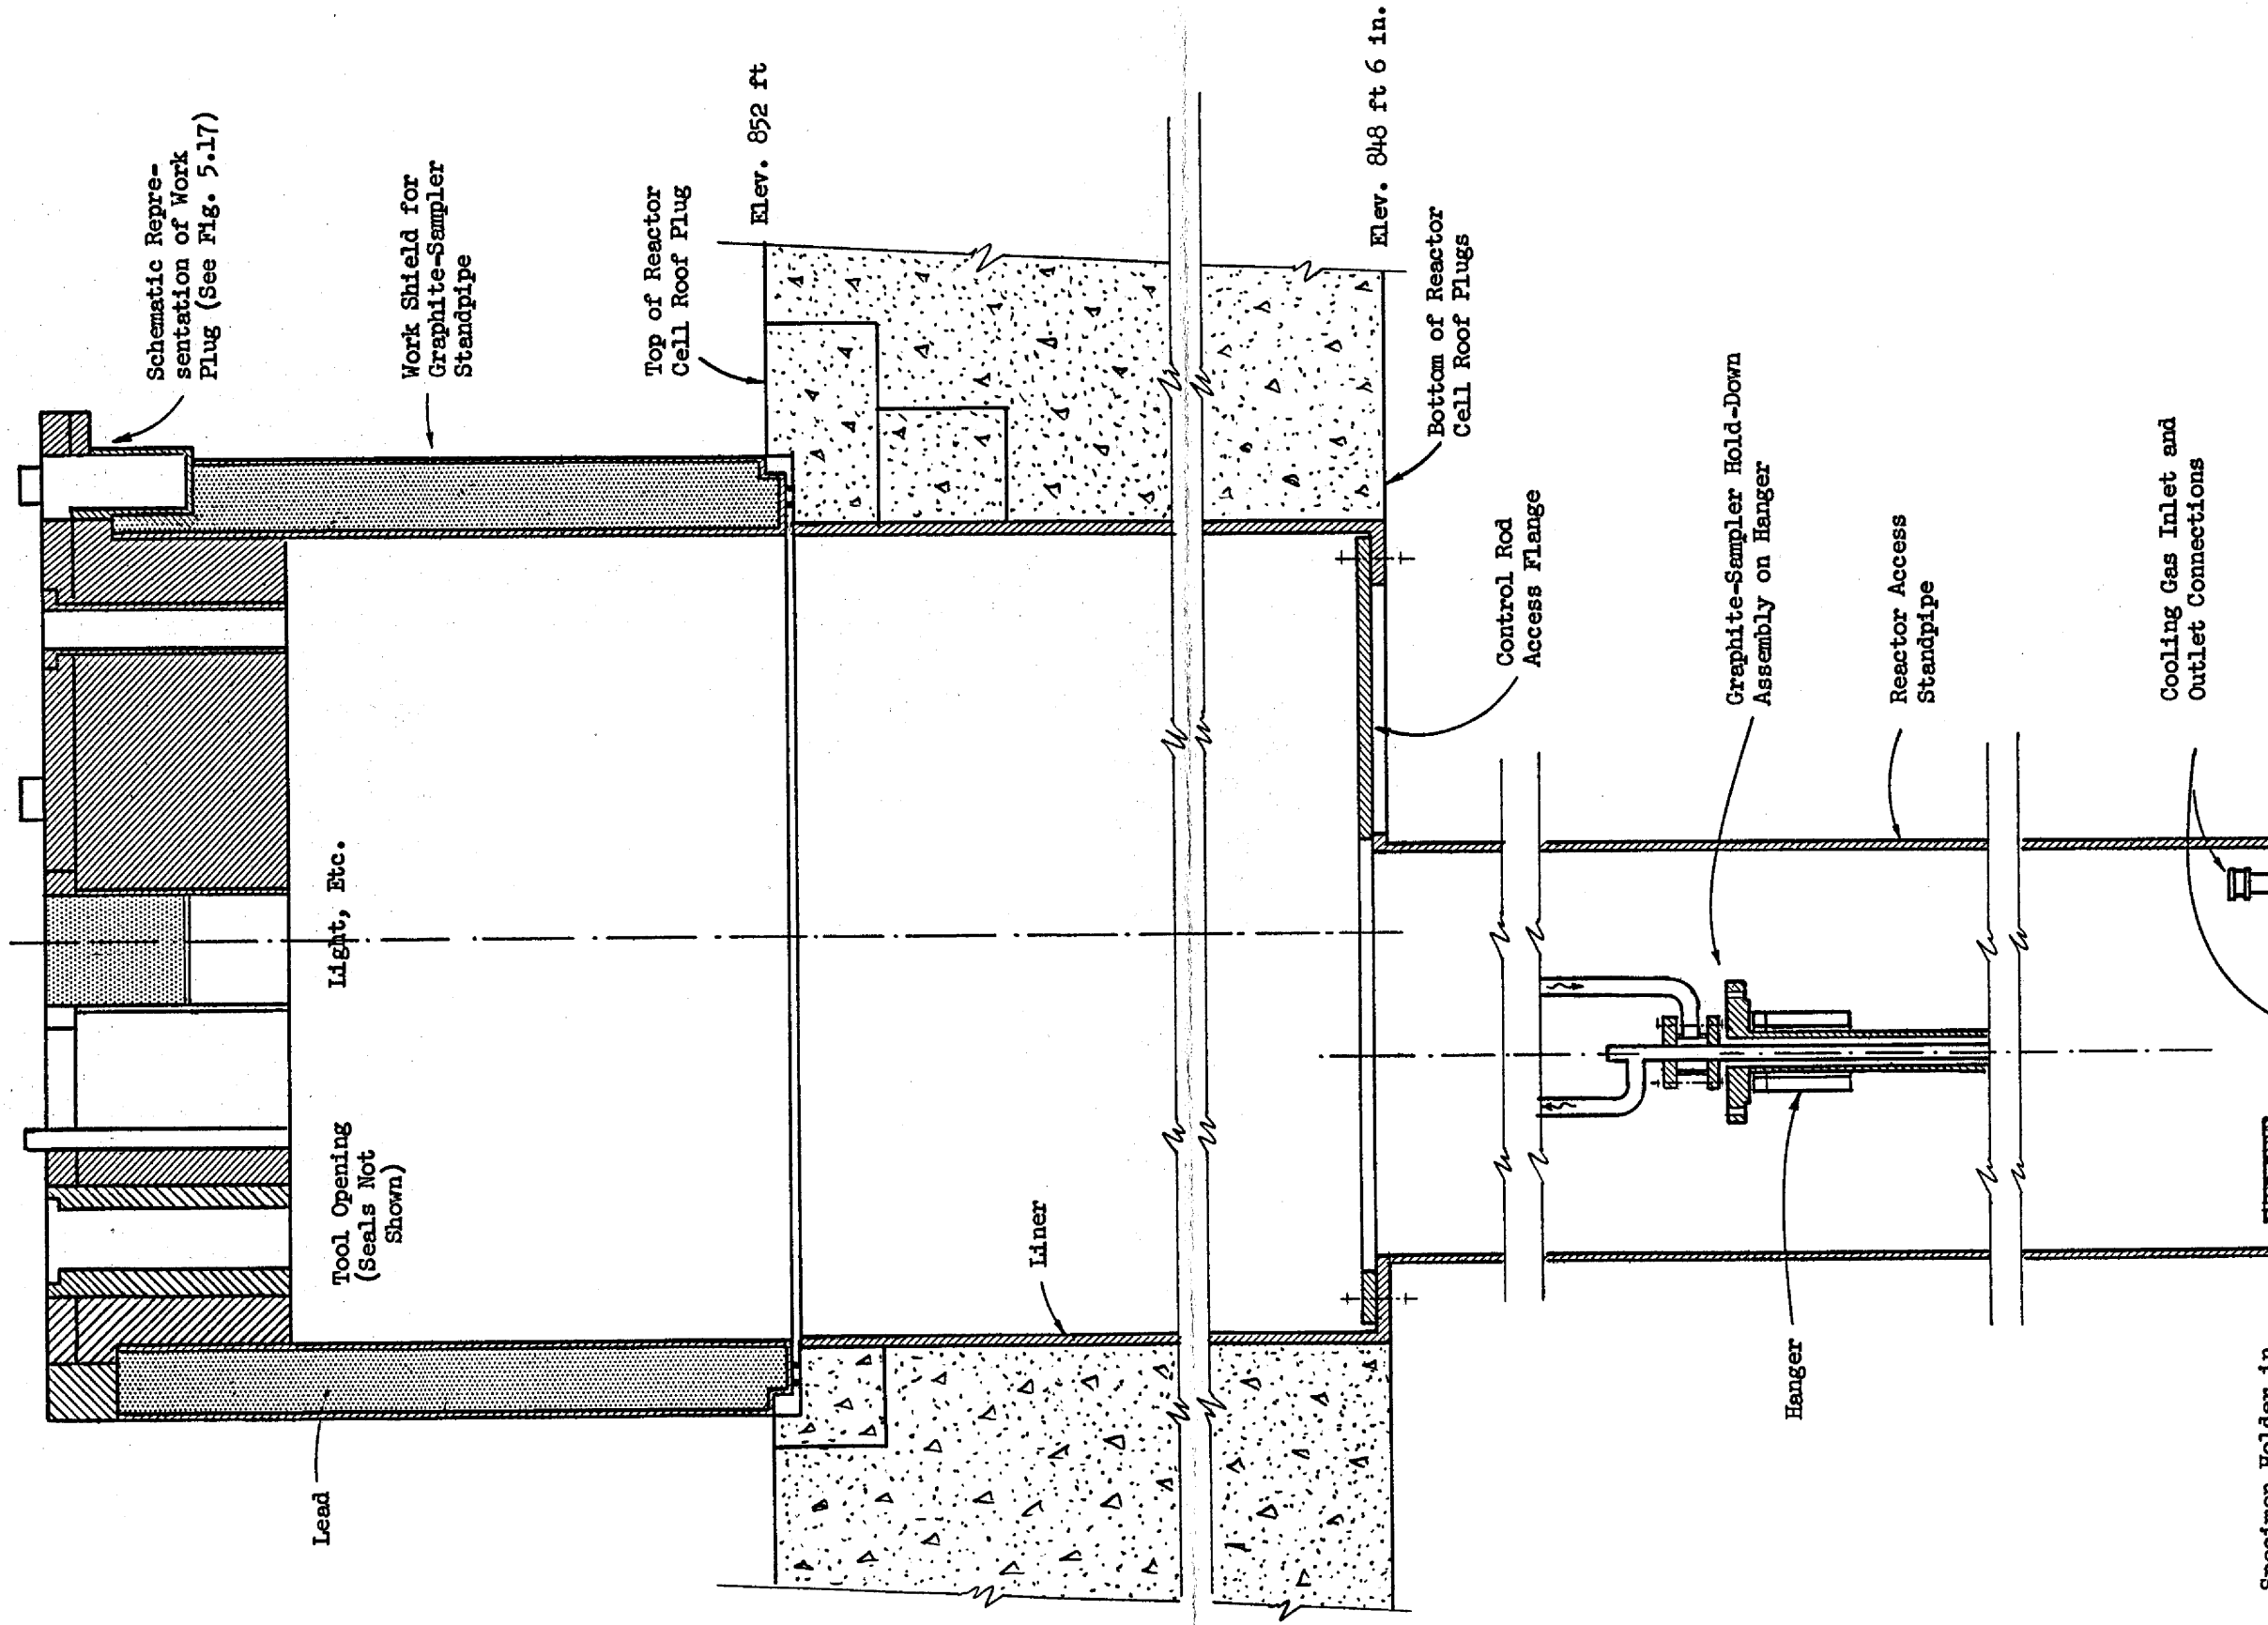 Schematic Repre-
sentation of Work
Plug (See Fig. 5.17)
Work Shield for
Graphite-Sampler
Standpipe
Top of Reactor
Cell Roof Plug
Elev. 852 ft
Light, Etc.
Tool Opening
(Seals Not
Shown)
Lead
Liner
Elev. 848 ft 6 in.
Bottom of Reactor
Cell Roof Plugs
Control Rod
Access Flange
Graphite-Sampler Hold-Down
Assembly on Hanger
Reactor Access
Standpipe
Hanger
Cooling Gas Inlet and
Outlet Connections
Specimen Holder in